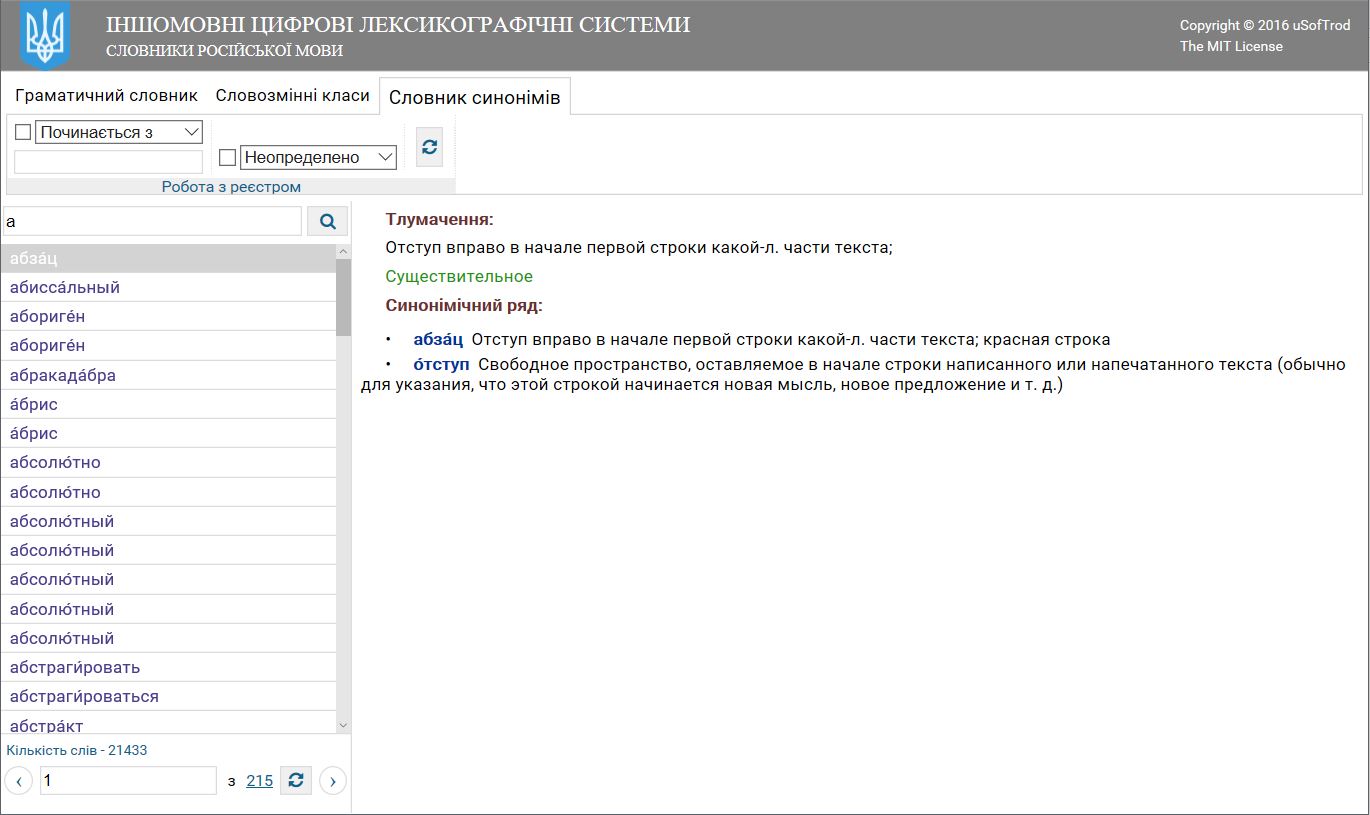 ІНШОМОВНІ ЦИФРОВІ ЛЕКСИКОГРАФІЧНІ СИСТЕМИ
СЛОВНИКИ РОСІЙСЬКОЇ МОВИ
Copyright © 2016 uSofTrod
The MIT License
Граматичний словник Словозмінні класи Словник синонімів
Починається з
Неопределено
Робота з реєстром
а
абза́ц
абисса́льный
абориге́н
абориге́н
абракада́бра
а́брис
а́брис
абсолю́тно
абсолю́тно
абсолю́тный
абсолю́тный
абсолю́тный
абсолю́тный
абсолю́тный
абстраги́ровать
абстраги́роваться
абстра́кт
Кількість слів - 21433
1 з 215
Тлумачення:
Отступ вправо в начале первой строки какой-л. части текста;
Существительное
Синонімічний ряд:
• абза́ц Отступ вправо в начале первой строки какой-л. части текста; красная строка
• о́тступ Свободное пространство, оставляемое в начале строки написанного или напечатанного текста (обычно
для указания, что этой строкой начинается новая мысль, новое предложение и т. д.)